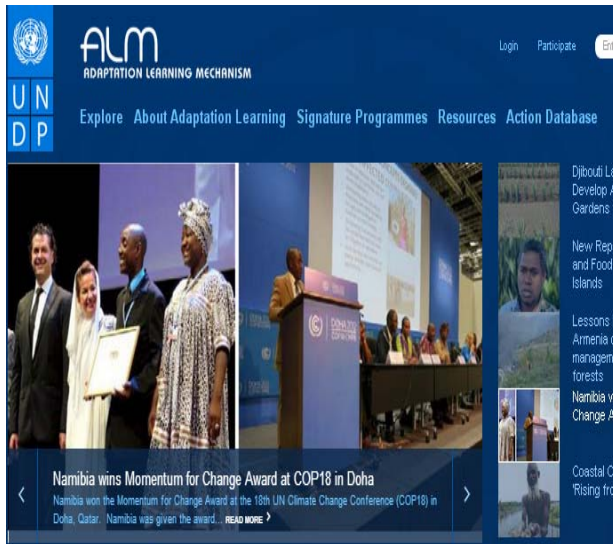 ALM
ADAPTATION LEARNING MECHANISM
Login Participate
U N
D P
Explore About Adaptation Learning Signature Programmes Resources Action Database
Djibouti
Develop
Gardens
New
and Food
Islands
DOHA 2012
Lessons
Armenia
forests
Namibia
Change
Coastal
'Rising
Namibia wins Momentum for Change Award at COP18 in Doha
Namibia won the Momentum for Change Award at the 18th UN Climate Change Conference (COP18) in
Doha, Qatar. Namibia was given the award... READ MORE >